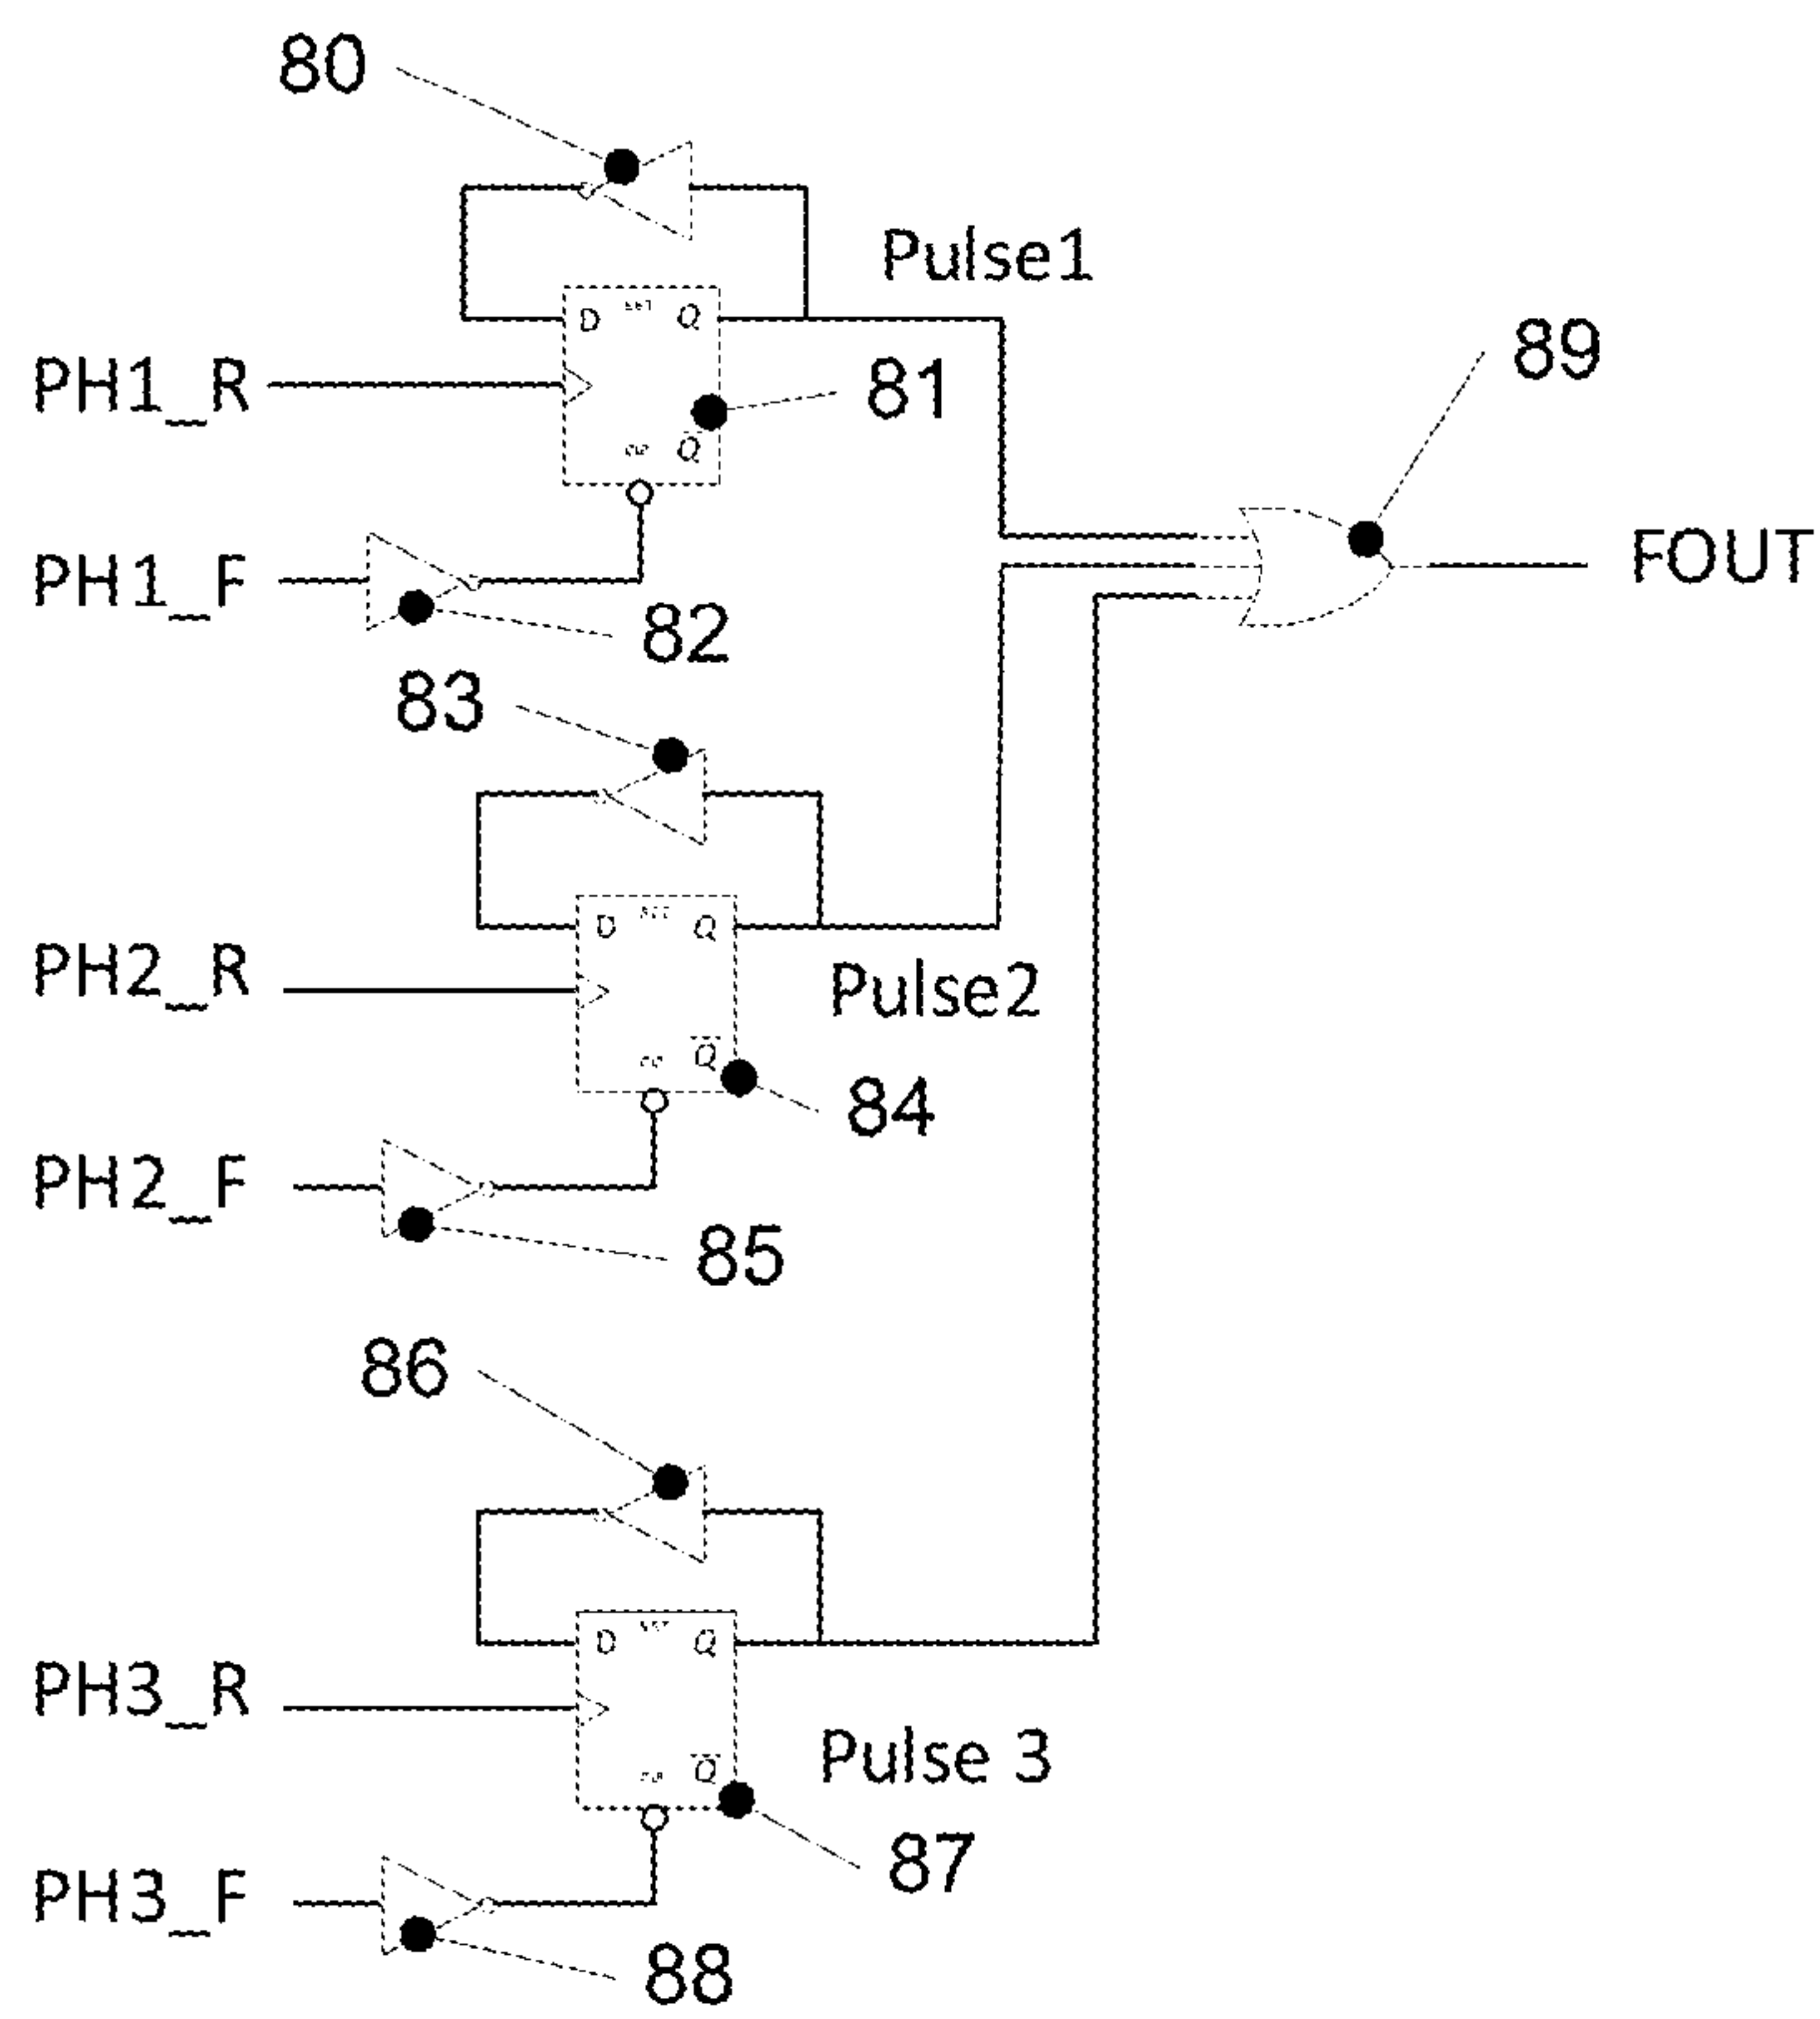 80
Pulse1
D Q
PH1_R
81
89
Q
FOUT
PH1_F
82
83
D Q
PH2_R
Pulse2
Q
84
PH2_F
85
86
D Q
PH3_R
Pulse 3
Q
87
PH3_F
88